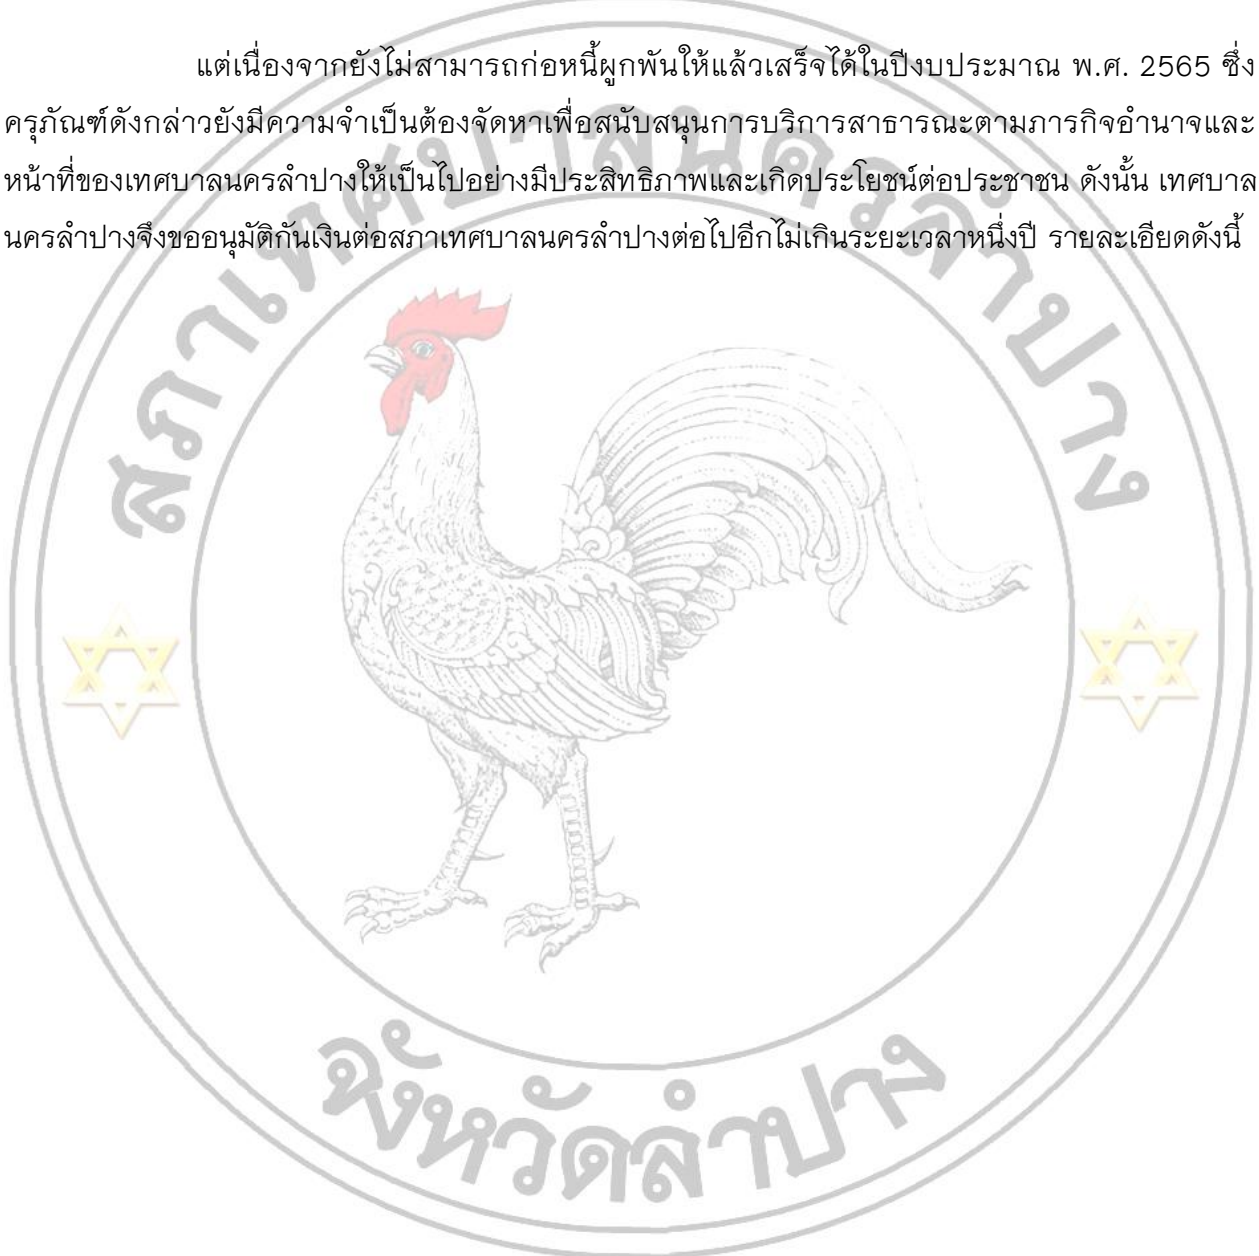 แต่เนื่องจากยังไม่สามารถก่อหนี้ผูกพันให้แล้วเสร็จได้ในปีงบประมาณ พ.ศ. 2565 ซึ่ง
ครุภัณฑ์ดังกล่าวยังมีความจำเป็นต้องจัดหาเพื่อสนับสนุนการบริการสาธารณะตามภารกิจอำนาจและ
หน้าที่ของเทศบาลนครลำปางให้เป็นไปอย่างมีประสิทธิภาพและเกิดประโยชน์ต่อประชาชน ดังนั้น เทศบาล
นครลำปางจึงขออนุมัติกันเงินต่อสภาเทศบาลนครลำปางต่อไปอีกไม่เกินระยะเวลาหนึ่งปี รายละเอียดดังนี้
สภาเทศบาลนครลำปาง
จังหวัดลำปาง